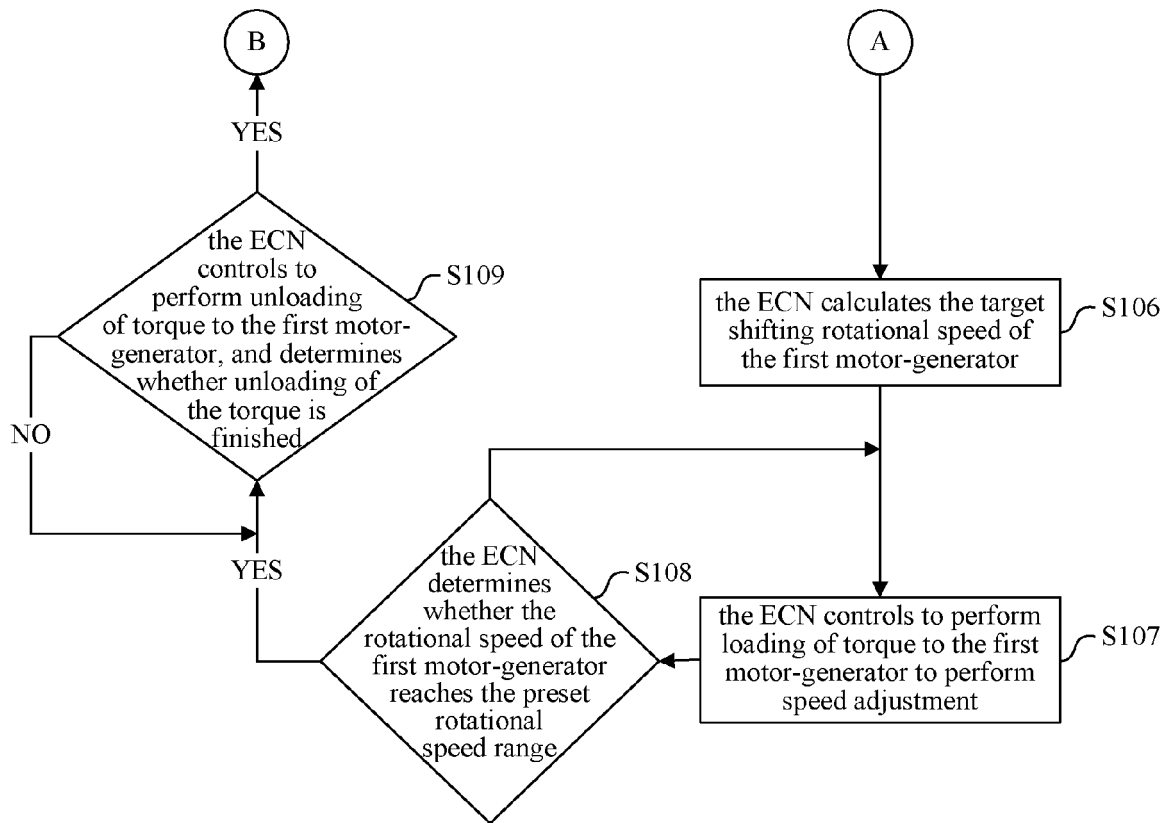 B
A
YES
the ECN
controls to
perform unloading
of torque to the first motor-
generator, and determines
whether unloading of
the torque is
finished
S109
NO
YES
the ECN calculates the target
shifting rotational speed of
the first motor-generator
S106
the ECN
determines
whether the
rotational speed of the
first motor-generator
reaches the preset
rotational
speed range
S108
the ECN controls to perform
loading of torque to the first
motor-generator to perform
speed adjustment
S107